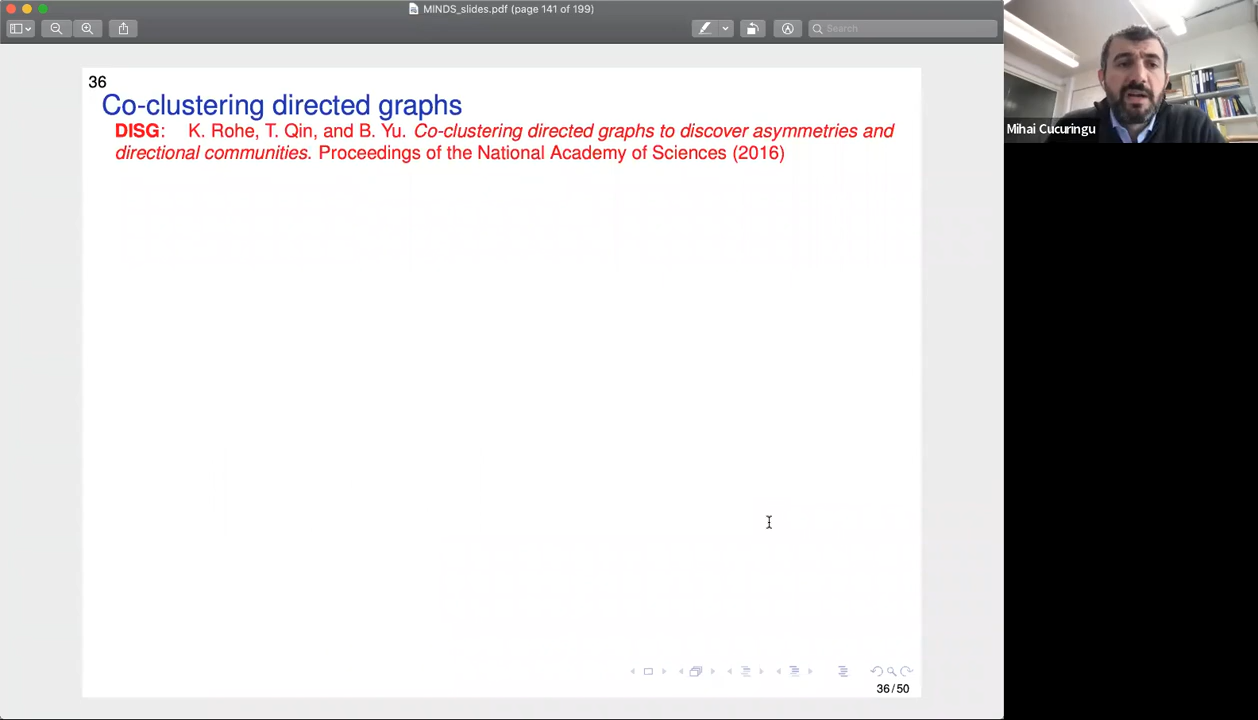 MINDS_slides.pdf (page 141 of 199)
Search
Mihai Cucuringu
36
Co-clustering directed graphs
DISG: K. Rohe, T. Qin, and B. Yu. Co-clustering directed graphs to discover asymmetries and
directional communities. Proceedings of the National Academy of Sciences (2016)
36/50